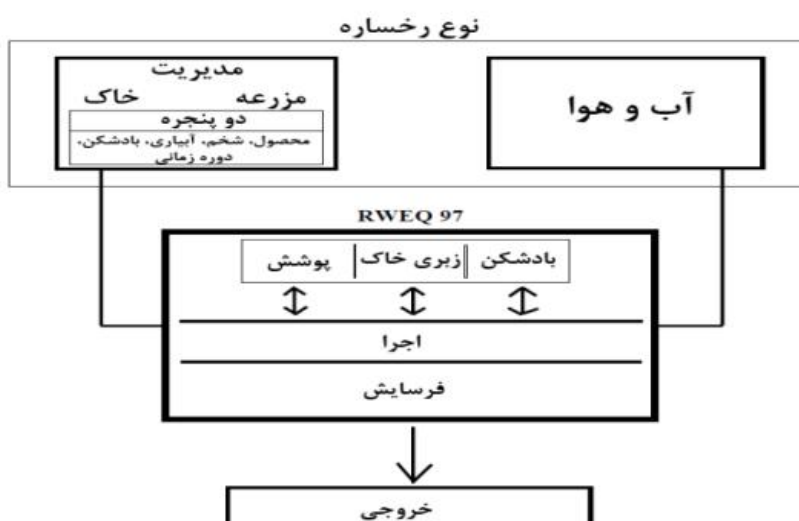 نوع رخساره
مدیریت
مزرعه خاک
دو پنجره
محصول، شخم، آبیاری، بادشکن،
دوره زمانی
آب و هوا
RWEQ 97
بادشکن زبری خاک پوشش
اجرا
فرسایش
خروجی